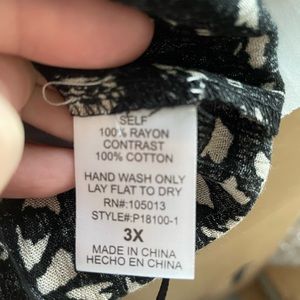 SELF
100% RAYON
CONTRAST
100% COTTON
HAND WASH ONLY
LAY FLAT TO DRY
RN#:105013
STYLE#:P18100-1
3X
MADE IN CHINA
HECHO EN CHINA